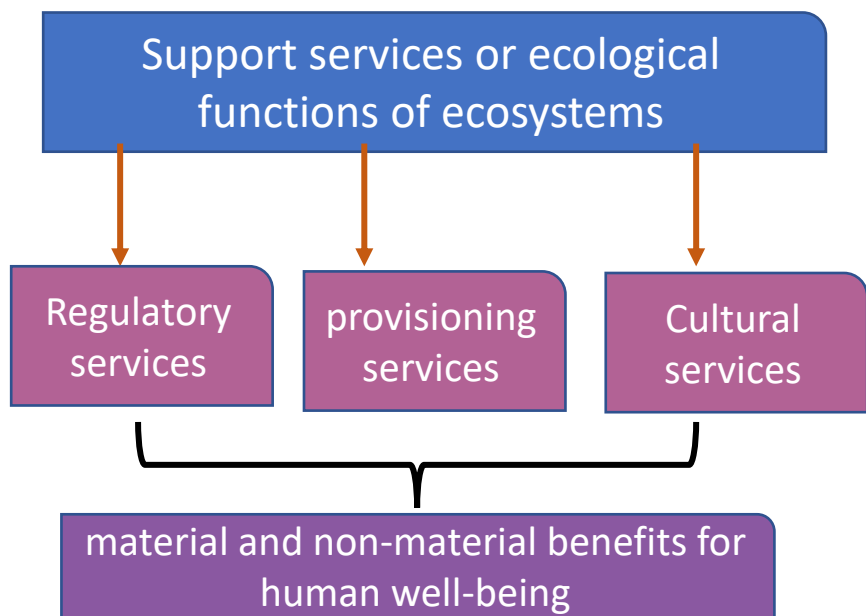 Support services or ecological
functions of ecosystems
Regulatory
services
provisioning
services
Cultural
services
material and non-material benefits for
human well-being